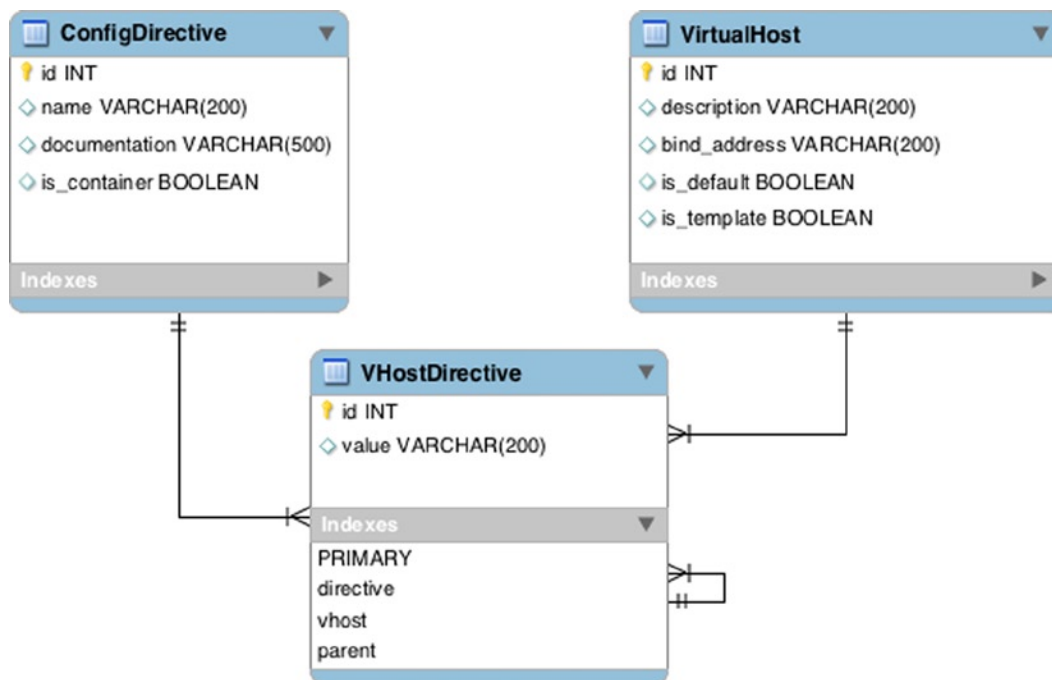 ConfigDirective
id INT
name VARCHAR(200)
documentation VARCHAR(500)
is_container BOOLEAN
Indexes
VirtualHost
id INT
description VARCHAR(200)
bind_address VARCHAR(200)
is_default BOOLEAN
is_template BOOLEAN
Indexes
VHostDirective
id INT
value VARCHAR(200)
Indexes
PRIMARY
directive
vhost
parent